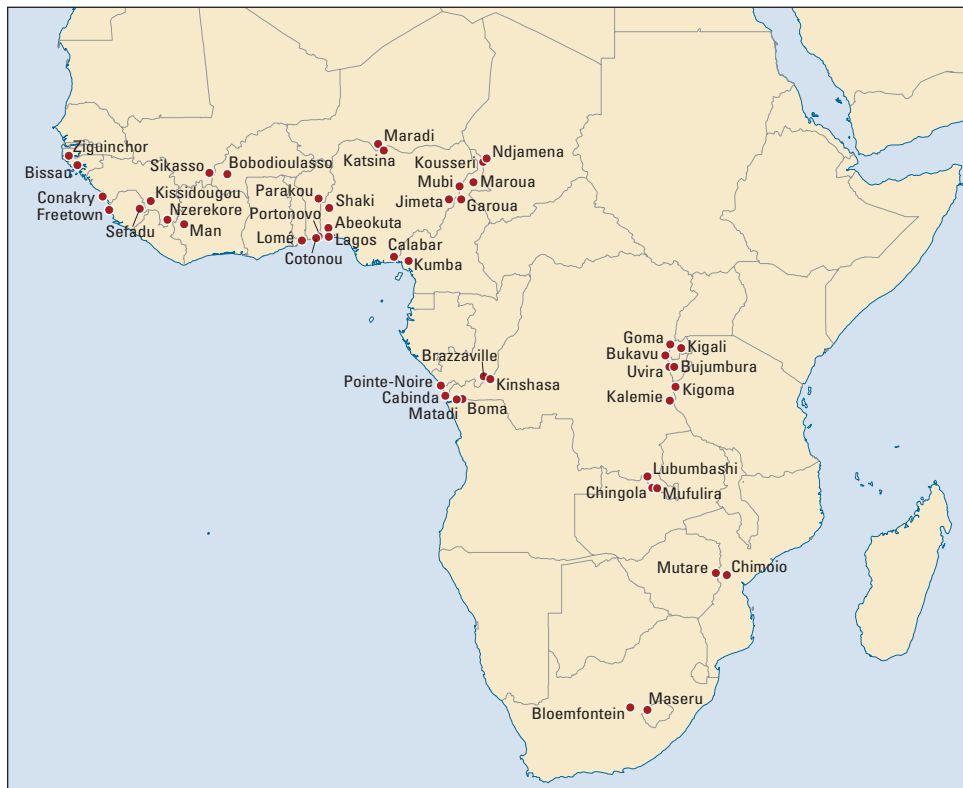 Maradi
Katsina
Ndjamena
Kousseri
Ziguinchor
Sikasso
Bobodioulasso
Bissau
Mubi
Maroua
Kissidougou
Parakou
Shaki
Jimeta
Garoua
Conakry
Nzerekore
Portonovo
Freetown
Abeokuta
Sefadu
Man
Lomé
Lagos
Calabar
Cotonou
Kumba
Goma
Kigali
Bukavu
Brazzaville
Uvira
Bujumbura
Pointe-Noire
Kinshasa
Kigoma
Cabinda
Kalemie
Matadi
Boma
Lubumbashi
Chingola
Mufulira
Mutare
Chimoio
Maseru
Bloemfontein